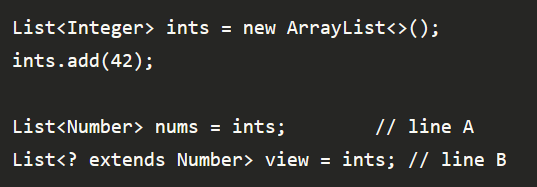 List<Integer> ints = new ArrayList<>();
ints.add(42);

List<Number> nums = ints;        // line A
List<? extends Number> view = ints; // line B